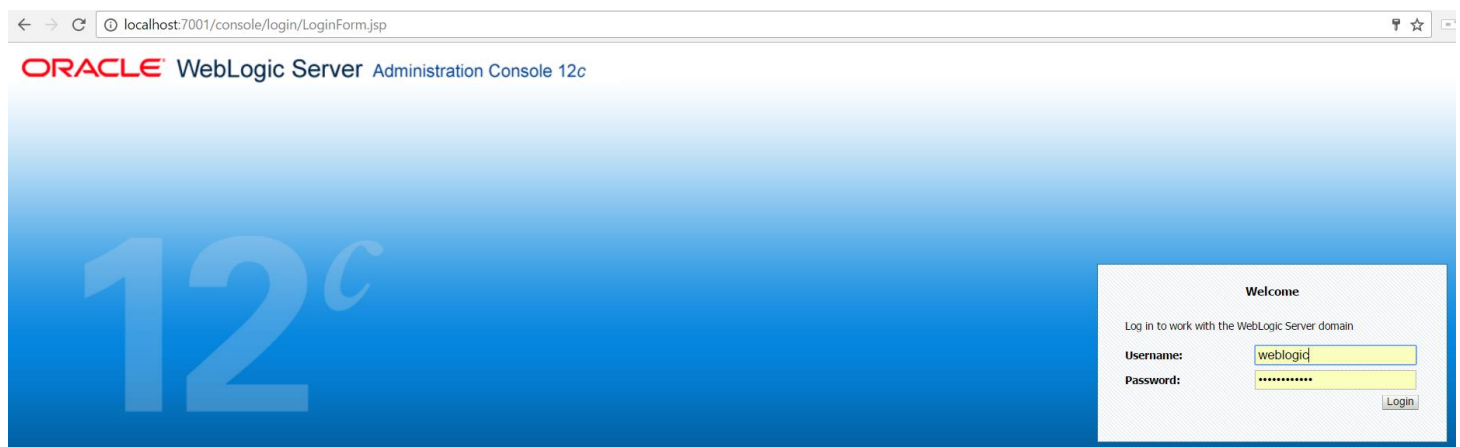 localhost:7001/console/login/LoginForm.jsp
ORACLE WebLogic Server Administration Console 12c
12c
Welcome
Log in to work with the WebLogic Server domain
Username: weblogic
Password: ••••••••••••
Login